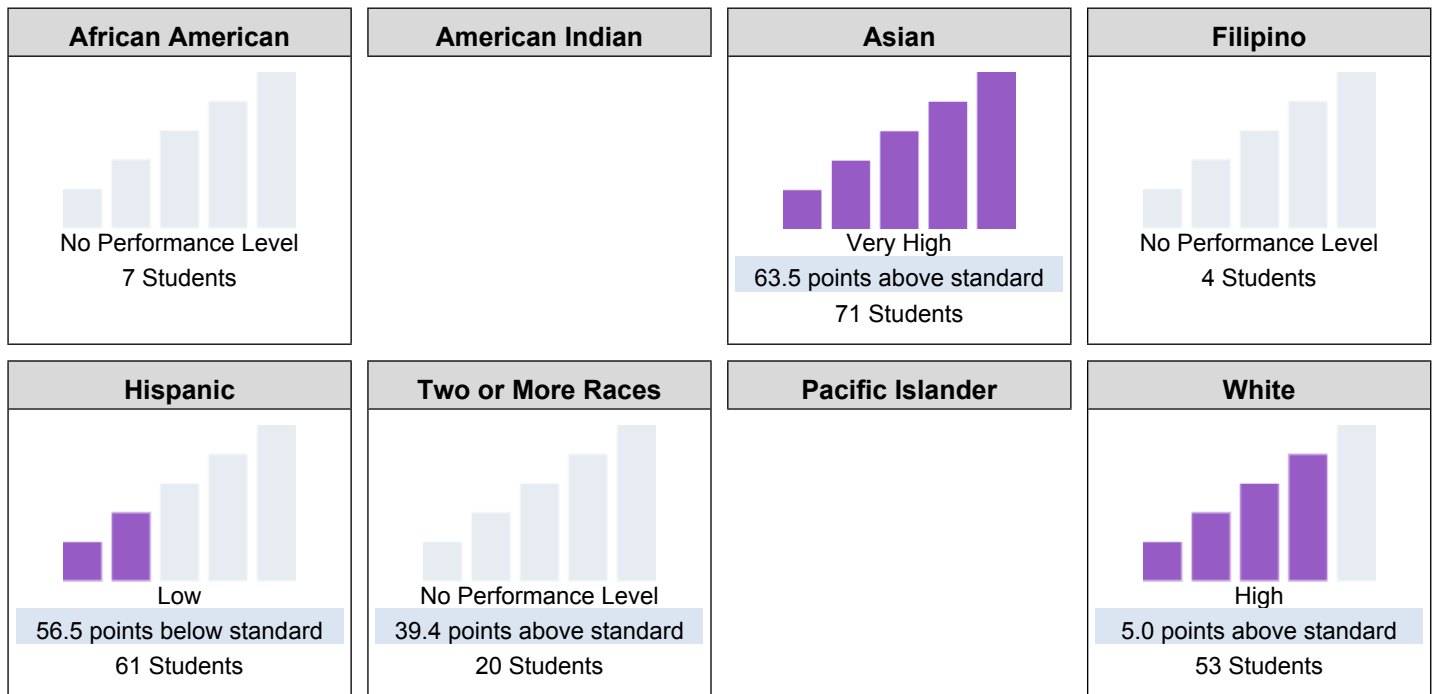 African American
No Performance Level
7 Students
American Indian
Asian
Very High
63.5 points above standard
71 Students
Filipino
No Performance Level
4 Students
Hispanic
Low
56.5 points below standard
61 Students
Two or More Races
No Performance Level
39.4 points above standard
20 Students
Pacific Islander
White
High
5.0 points above standard
53 Students